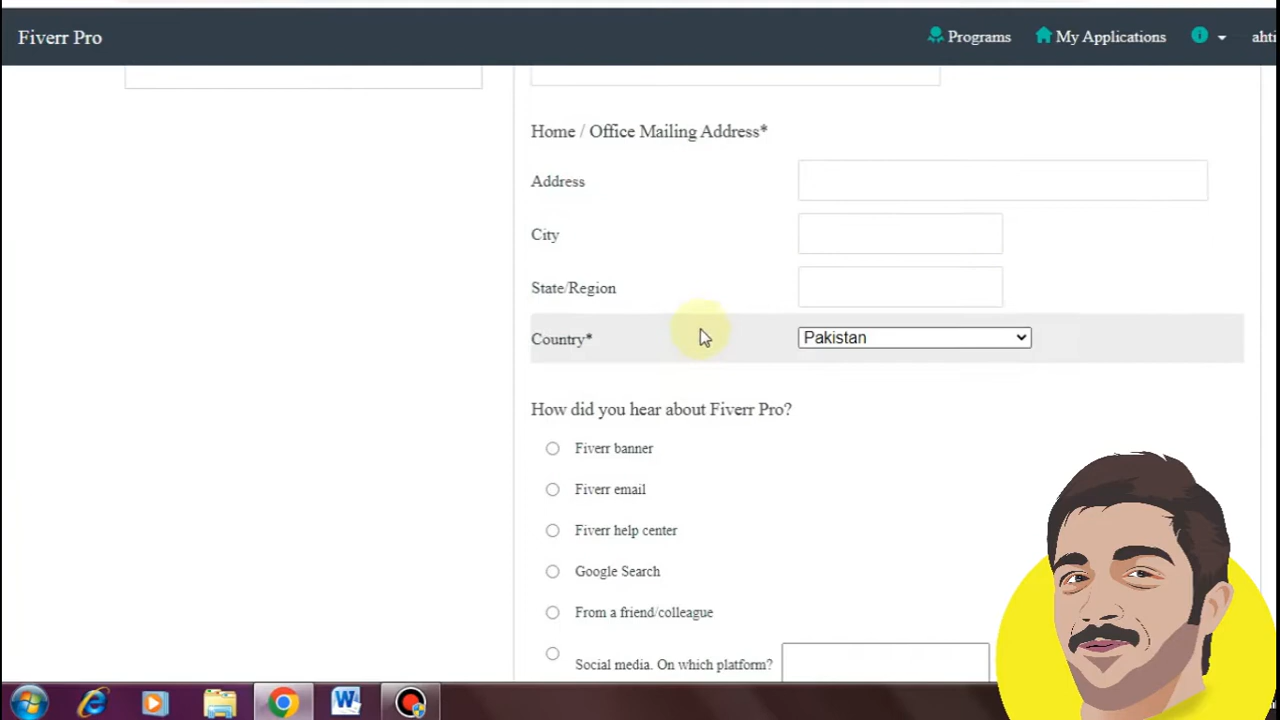 Fiverr Pro
Programs
My Applications
ahti
Home / Office Mailing Address*
Address
City
State/Region
Country*
Pakistan
How did you hear about Fiverr Pro?
Fiverr banner
Fiverr email
Fiverr help center
Google Search
From a friend/colleague
Social media. On which platform?